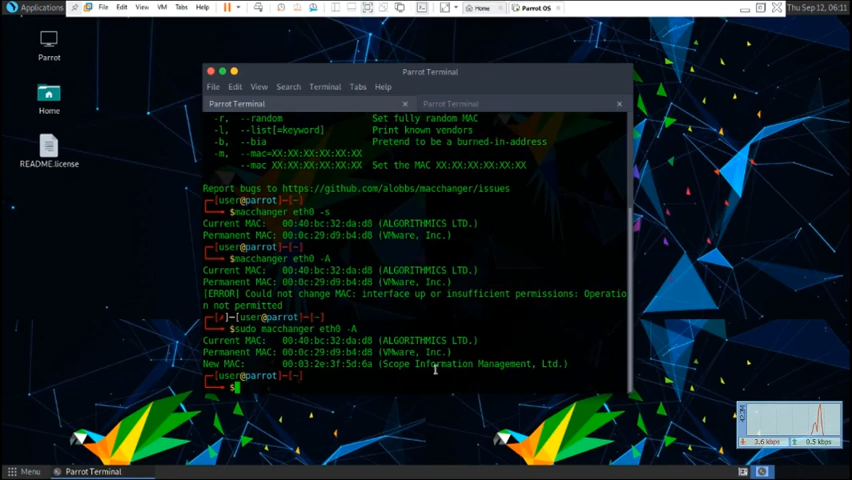 Applications
File Edit View VM Tabs Help
Home
Parrot OS
Thu Sep 12, 06:11
Parrot
Home
README.license
Parrot Terminal
File Edit View Search Terminal Tabs Help
Parrot Terminal × Parrot Terminal ×
-r, --random Set fully random MAC
-l, --list[=keyword] Print known vendors
-b, --bia Pretend to be a burned-in-address
-m, --mac=XX:XX:XX:XX:XX:XX
--mac XX:XX:XX:XX:XX:XX Set the MAC XX:XX:XX:XX:XX:XX
Report bugs to https://github.com/alobbs/macchanger/issues
┌─[user@parrot]─[~]
└──╼ $macchanger eth0 -s
Current MAC: 00:40:bc:32:da:d8 (ALGORITHMICS LTD.)
Permanent MAC: 00:0c:29:d9:b4:d8 (VMware, Inc.)
┌─[user@parrot]─[~]
└──╼ $macchanger eth0 -A
Current MAC: 00:40:bc:32:da:d8 (ALGORITHMICS LTD.)
Permanent MAC: 00:0c:29:d9:b4:d8 (VMware, Inc.)
[ERROR] Could not change MAC: interface up or insufficient permissions: Operatio
n not permitted
┌─[✗]─[user@parrot]─[~]
└──╼ $sudo macchanger eth0 -A
Current MAC: 00:40:bc:32:da:d8 (ALGORITHMICS LTD.)
Permanent MAC: 00:0c:29:d9:b4:d8 (VMware, Inc.)
New MAC: 00:03:2e:3f:5d:6a (Scope Information Management, Ltd.)
┌─[user@parrot]─[~]
└──╼ $
3.6 kbps 0.5 kbps
Menu Parrot Terminal